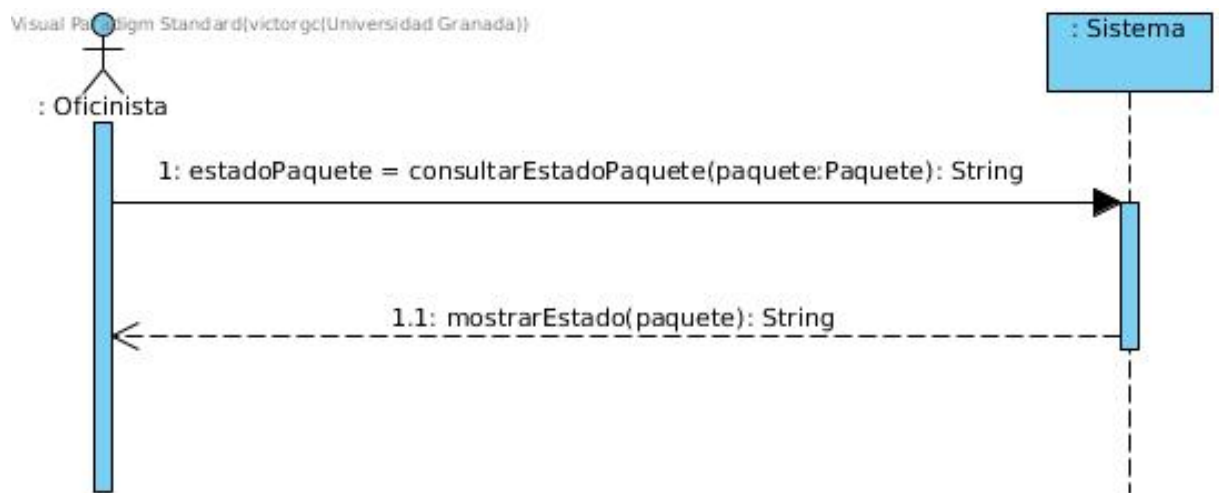 Visual Paradigm Standard(victorgc(Universidad Granada))
: Sistema
: Oficinista
1: estadoPaquete = consultarEstadoPaquete(paquete:Paquete): String
1.1: mostrarEstado(paquete): String